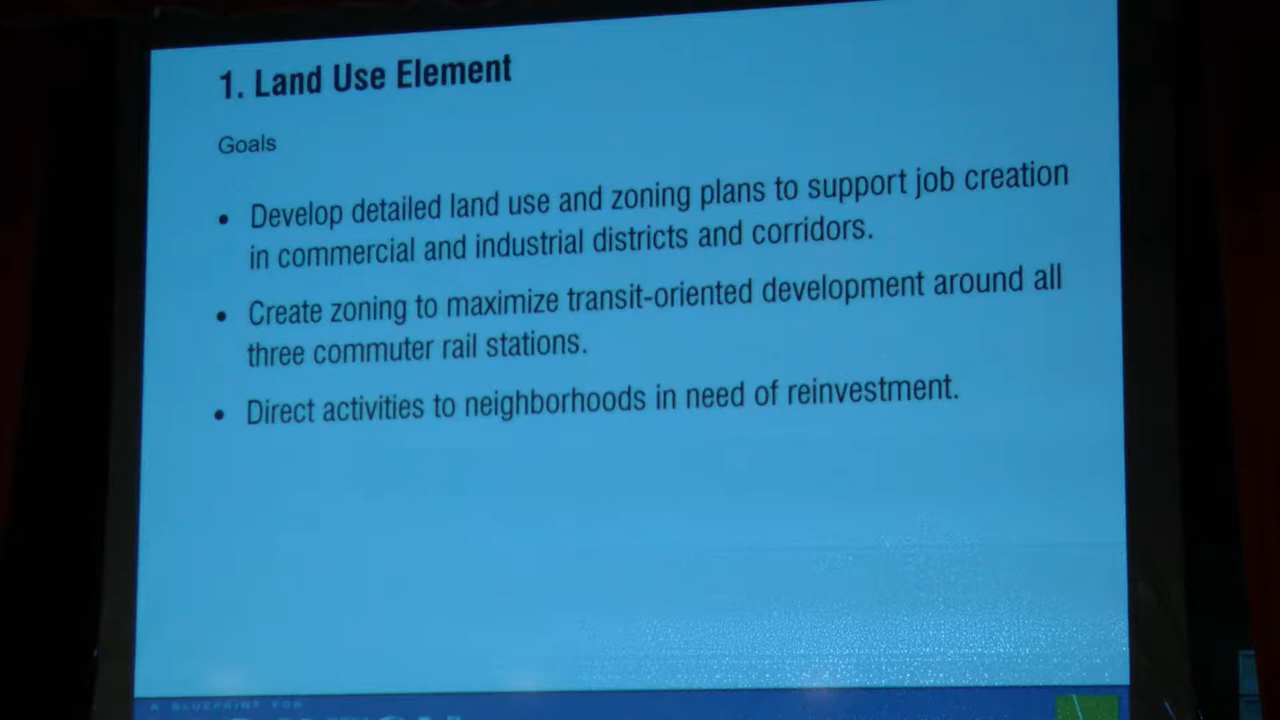 1. Land Use Element
Goals
• Develop detailed land use and zoning plans to support job creation
in commercial and industrial districts and corridors.
• Create zoning to maximize transit-oriented development around all
three commuter rail stations.
• Direct activities to neighborhoods in need of reinvestment.
A BLUEPRINT FOR